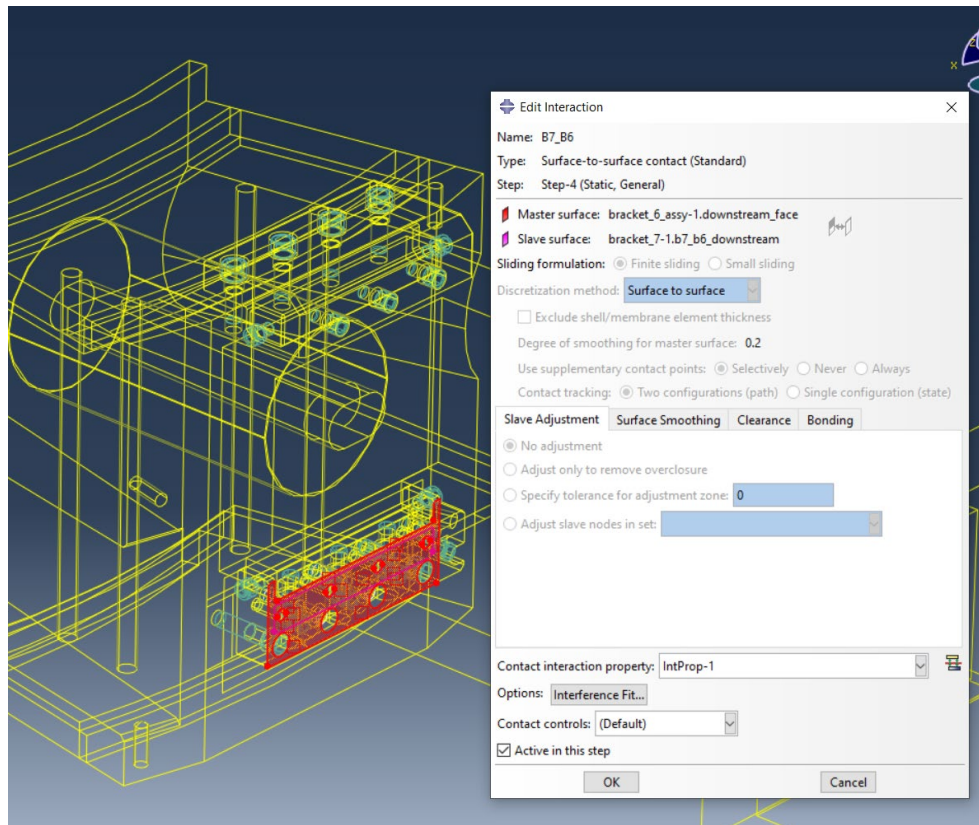 Z
X
Edit Interaction
Name: B7_B6
Type: Surface-to-surface contact (Standard)
Step: Step-4 (Static, General)
Master surface: bracket_6_assy-1.downstream_face
Slave surface: bracket_7-1.b7_b6_downstream
Sliding formulation: Finite sliding Small sliding
Discretization method: Surface to surface
Exclude shell/membrane element thickness
Degree of smoothing for master surface: 0.2
Use supplementary contact points: Selectively Never Always
Contact tracking: Two configurations (path) Single configuration (state)
Slave Adjustment Surface Smoothing Clearance Bonding
No adjustment
Adjust only to remove overclosure
Specify tolerance for adjustment zone: 0
Adjust slave nodes in set:
Contact interaction property: IntProp-1
Options: Interference Fit...
Contact controls: (Default)
Active in this step
OK Cancel